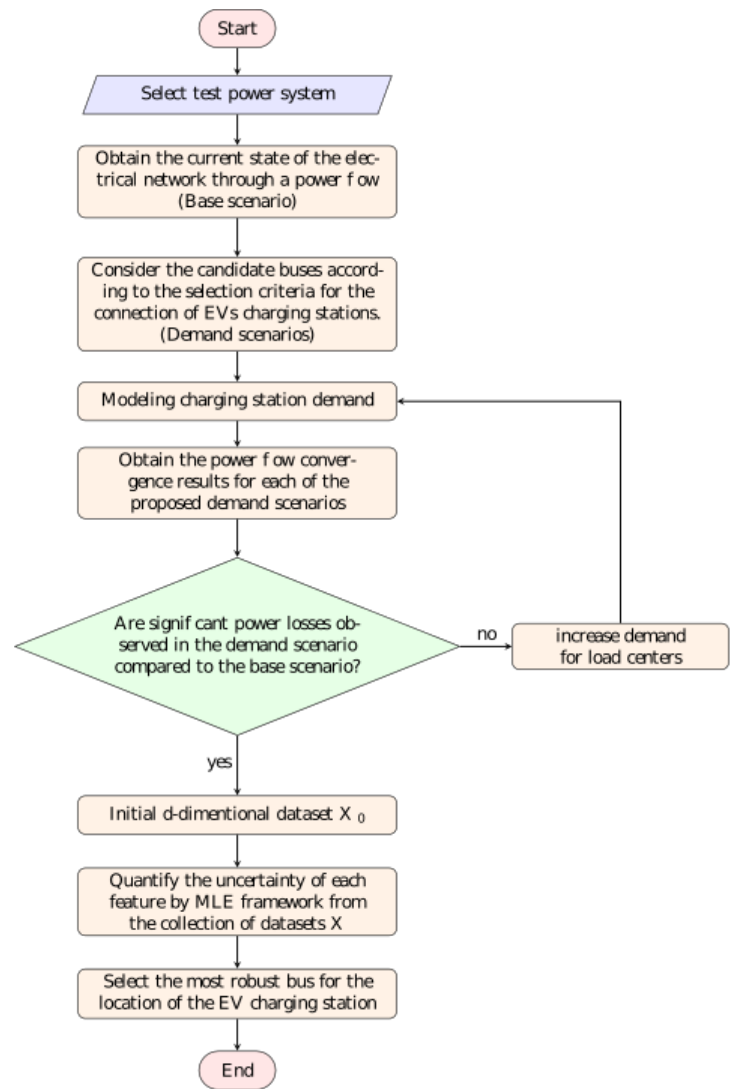 Start
Select test power system
Obtain the current state of the elec-
trical network through a power f ow
(Base scenario)
Consider the candidate buses accord-
ing to the selection criteria for the
connection of EVs charging stations.
(Demand scenarios)
Modeling charging station demand
Obtain the power f ow conver-
gence results for each of the
proposed demand scenarios
Are signif cant power losses ob-
served in the demand scenario
compared to the base scenario?
no
increase demand
for load centers
yes
Initial d-dimentional dataset X 0
Quantify the uncertainty of each
feature by MLE framework from
the collection of datasets X
Select the most robust bus for the
location of the EV charging station
End